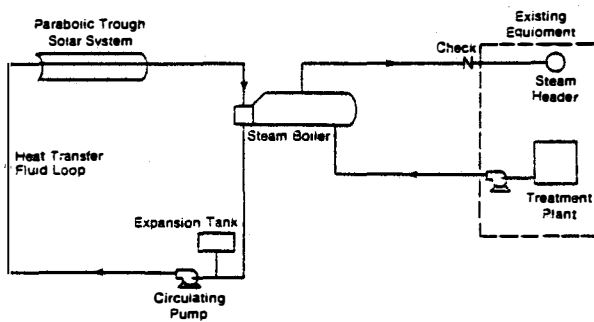 Parabolic Trough
Solar System
Existing
Equipment
Check
Steam
Header
Steam Boiler
Heat Transfer
Fluid Loop
Treatment
Plant
Expansion Tank
Circulating
Pump